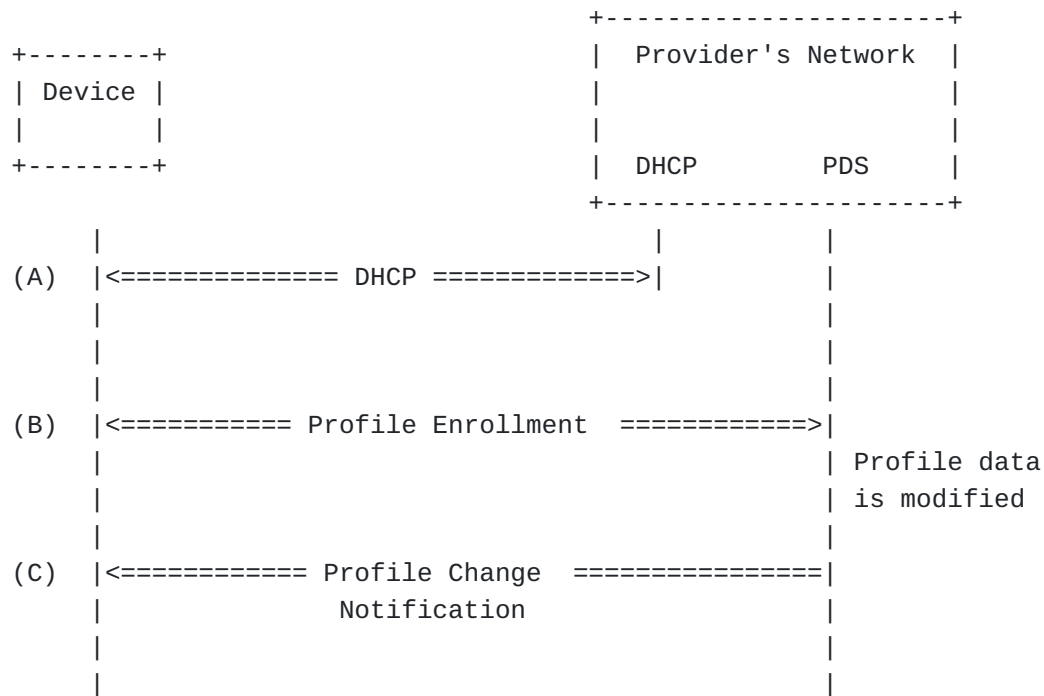 Provider's Network
Device
DHCP PDS
(A) DHCP
(B) Profile Enrollment
Profile data
is modified
(C) Profile Change
Notification